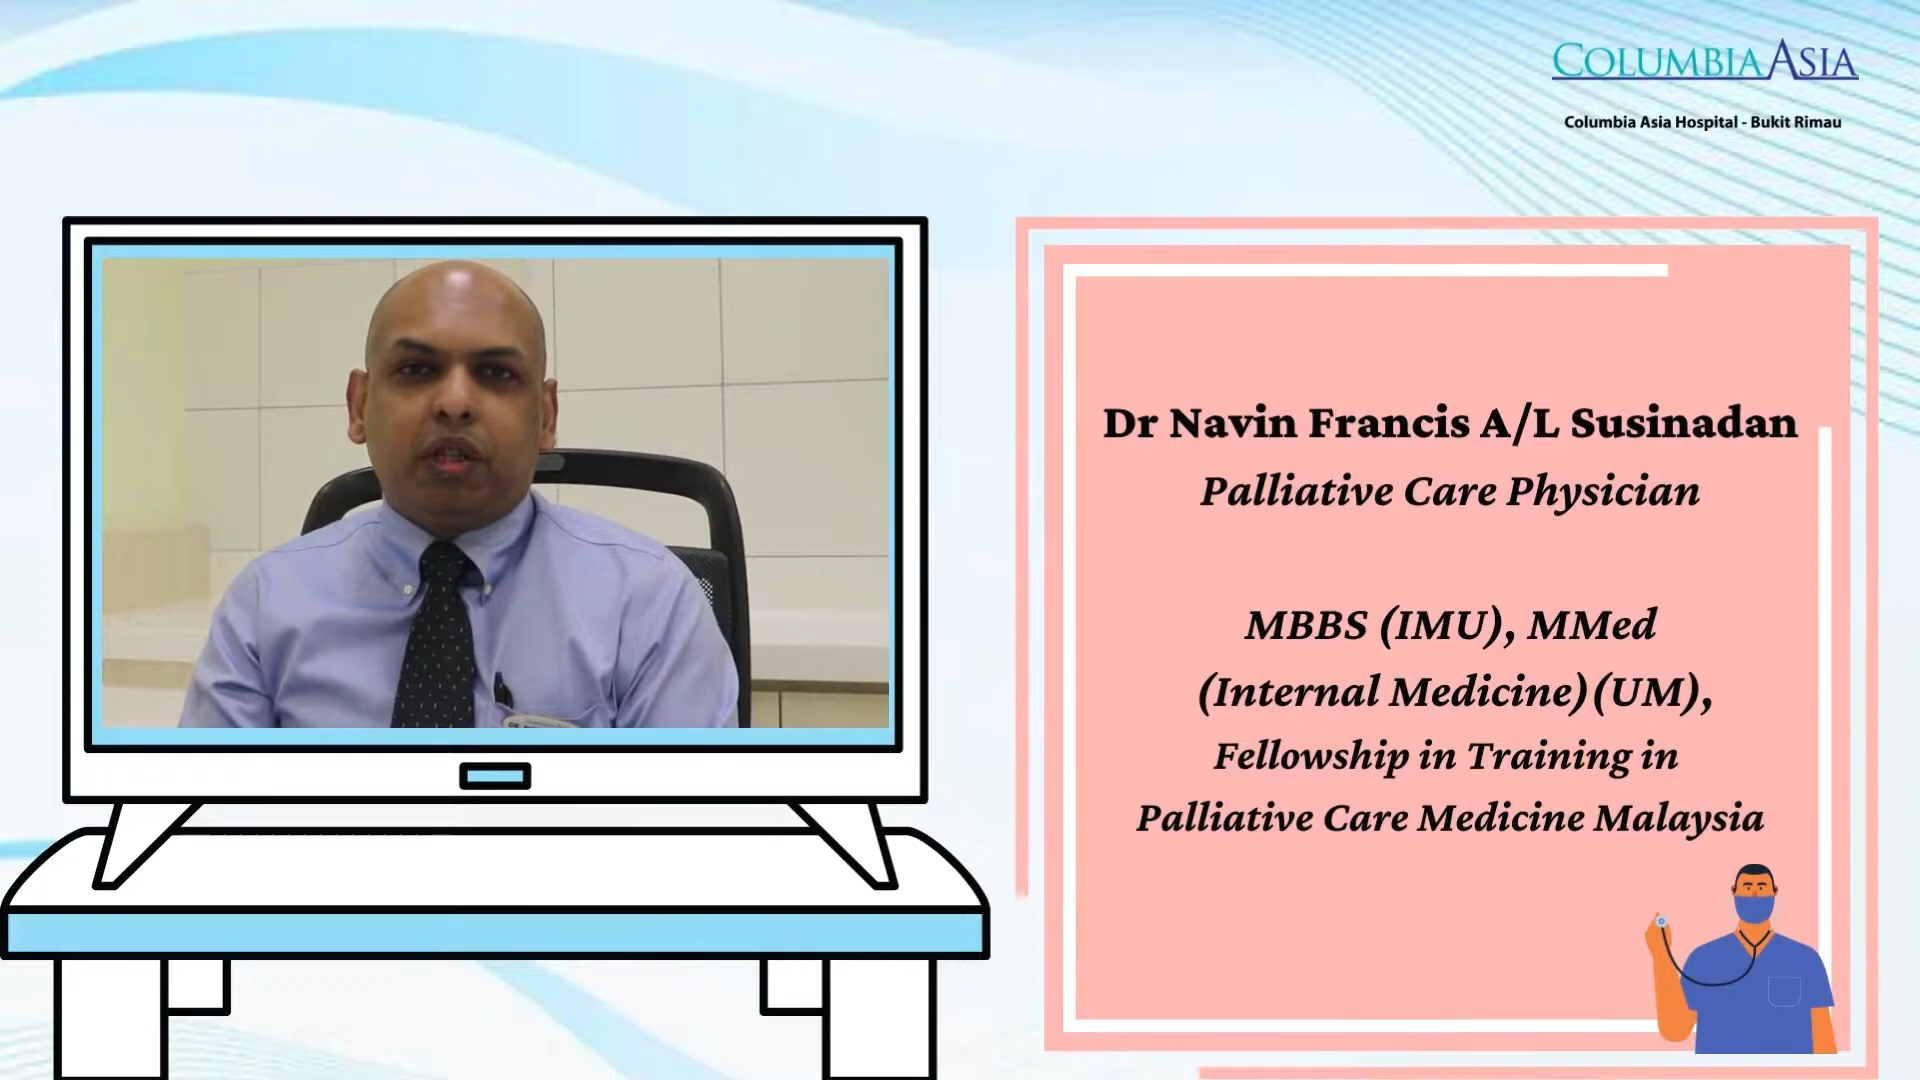 COLUMBIA ASIA
Columbia Asia Hospital - Bukit Rimau
Dr Navin Francis A/L Susinadan
Palliative Care Physician
MBBS (IMU), MMed
(Internal Medicine)(UM),
Fellowship in Training in
Palliative Care Medicine Malaysia